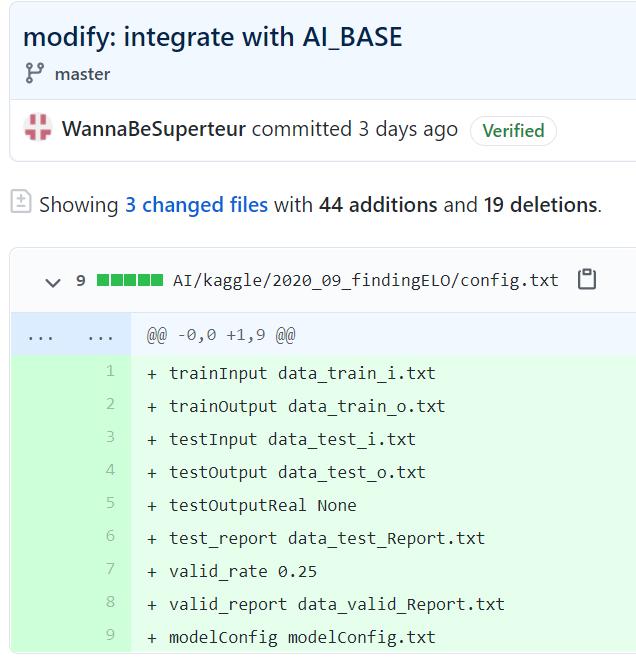 modify: integrate with AI_BASE
master
WannaBeSuperteur committed 3 days ago Verified
Showing 3 changed files with 44 additions and 19 deletions.
9 AI/kaggle/2020_09_findingELO/config.txt
... ... @@ -0,0 +1,9 @@
1 + trainInput data_train_i.txt
2 + trainOutput data_train_o.txt
3 + testInput data_test_i.txt
4 + testOutput data_test_o.txt
5 + testOutputReal None
6 + test_report data_test_Report.txt
7 + valid_rate 0.25
8 + valid_report data_valid_Report.txt
9 + modelConfig modelConfig.txt